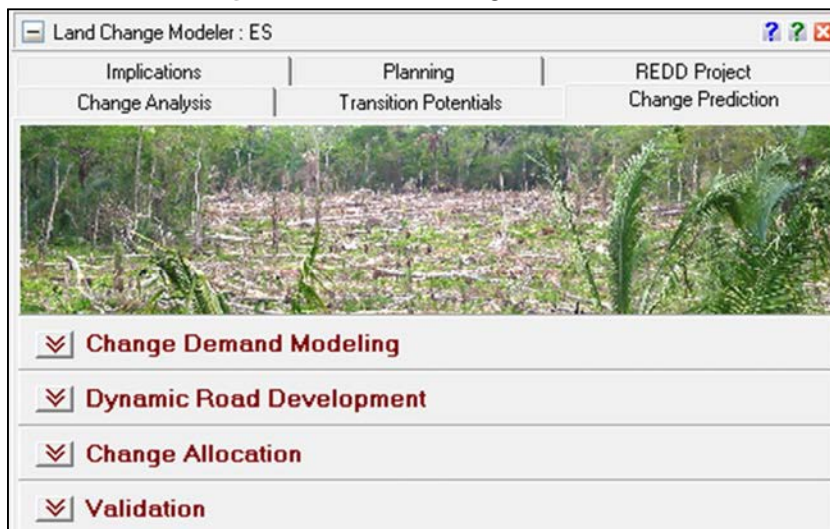 Land Change Modeler : ES ? ?
Implications Planning REDD Project
Change Analysis Transition Potentials Change Prediction
Change Demand Modeling
Dynamic Road Development
Change Allocation
Validation